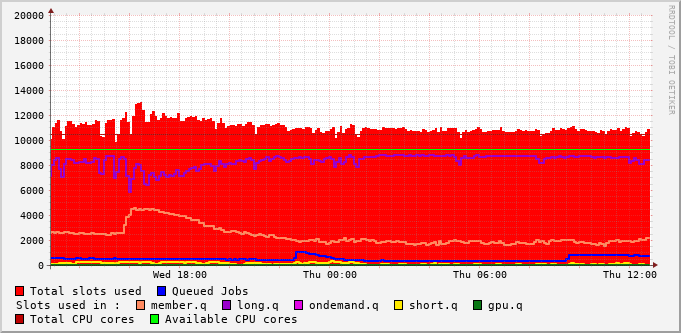 20000
18000
16000
14000
12000
10000
8000
6000
4000
2000
0
Wed 18:00 Thu 00:00 Thu 06:00 Thu 12:00
RRDTOOL / TOBI OETIKER
Total slots used Queued Jobs
Slots used in : member.q long.q ondemand.q short.q gpu.q
Total CPU cores Available CPU cores